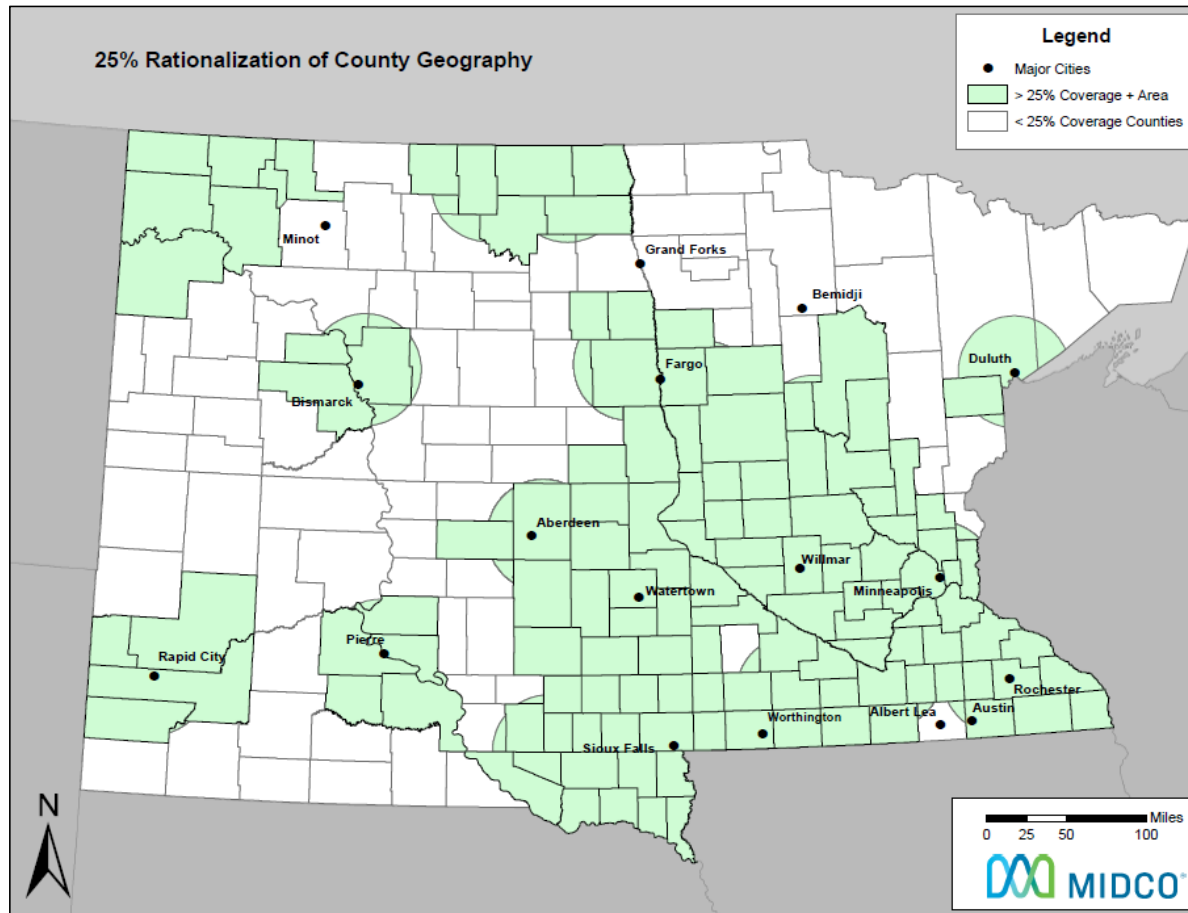 25% Rationalization of County Geography
Legend
Major Cities
> 25% Coverage + Area
< 25% Coverage Counties
Minot
Grand Forks
Bemidji
Duluth
Fargo
Bismarck
Aberdeen
Willmar
Watertown
Minneapolis
Pierre
Rapid City
Rochester
Albert Lea
Austin
Worthington
Sioux Falls
N
Miles
0 25 50 100
MIDCO®